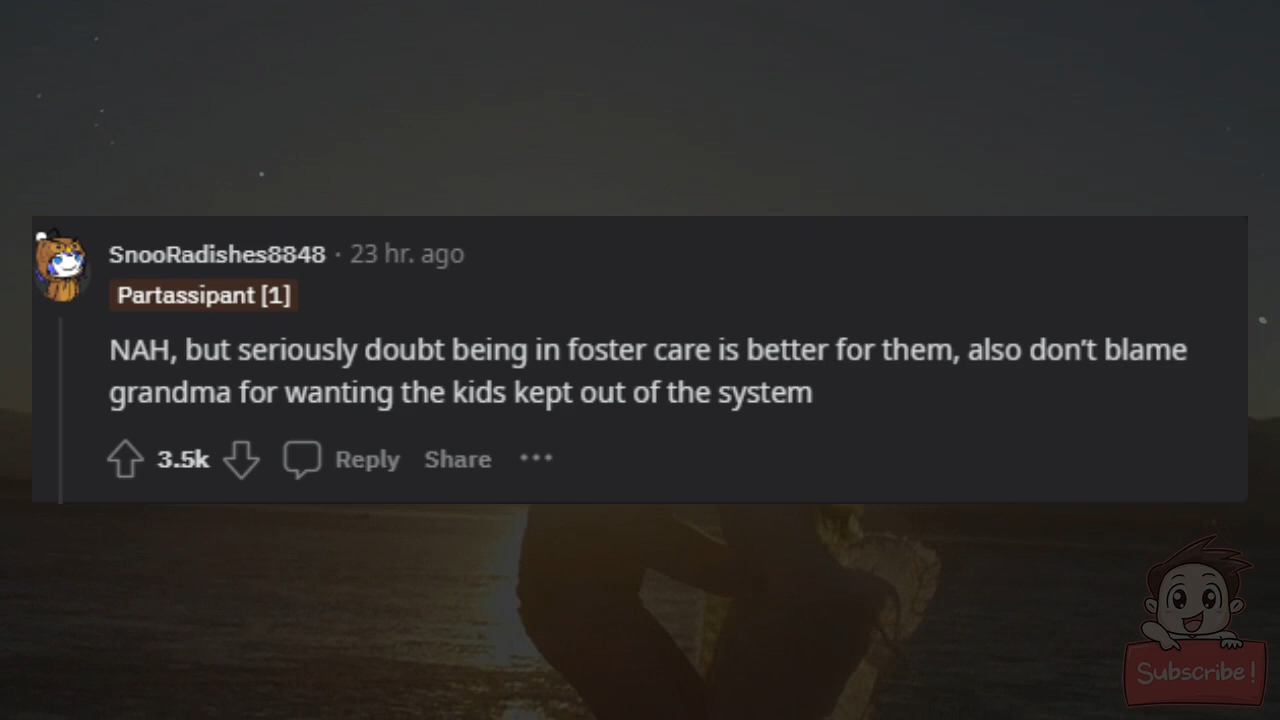 SnooRadishes8848 · 23 hr. ago
Partassipant [1]
NAH, but seriously doubt being in foster care is better for them, also don’t blame
grandma for wanting the kids kept out of the system
3.5k Reply Share ···
Subscribe!